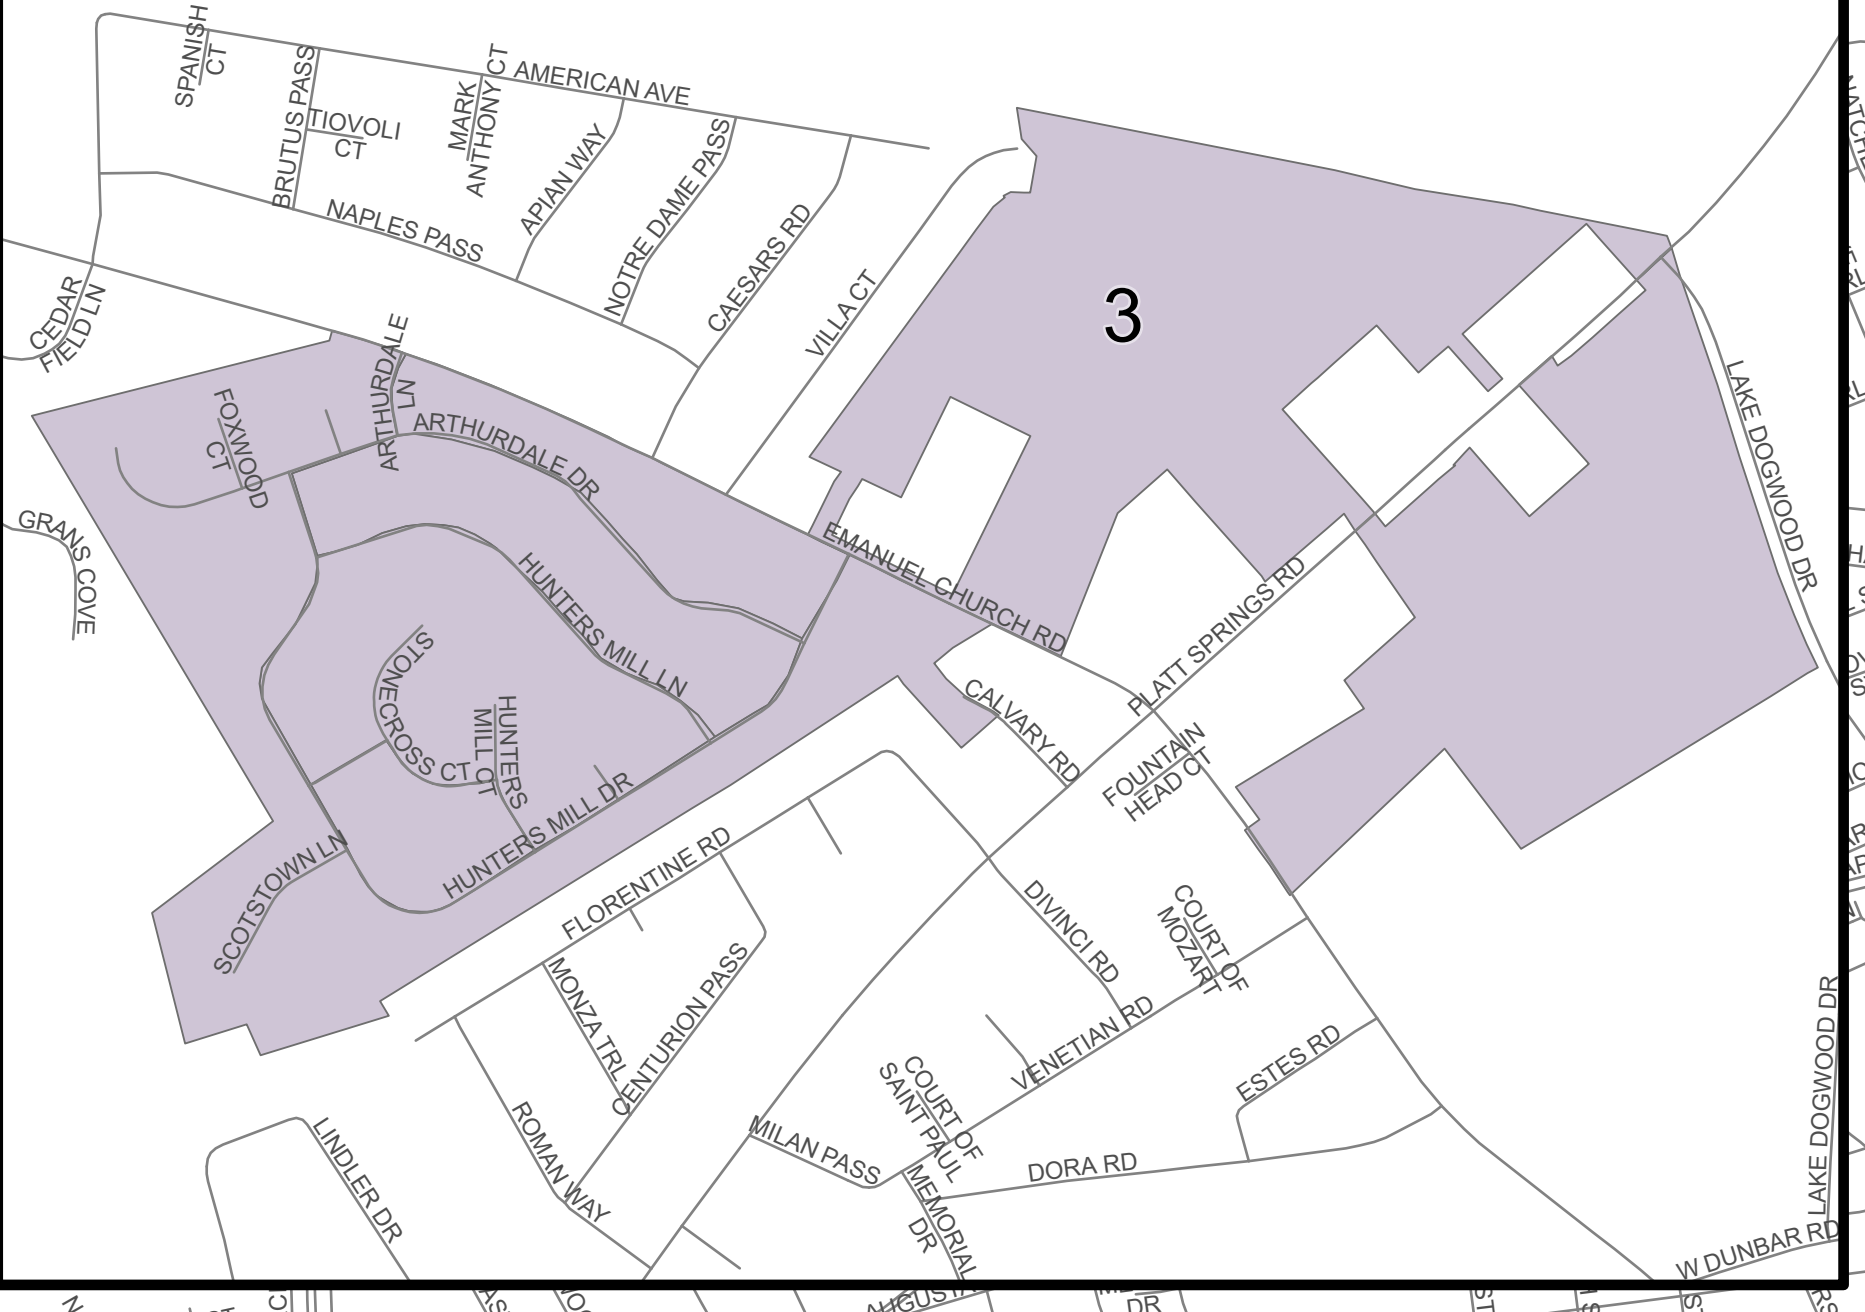 SPANISH
CT
BRUTUS PASS
TIOVOLI
CT
MARK
ANTHONY CT
AMERICAN AVE
APIAN WAY
NOTRE DAME PASS
CAESARS RD
NAPLES PASS
VILLA CT
CEDAR
FIELD LN
3
ARTHURDALE
LN
FOXWOOD
CT
ARTHURDALE DR
GRANS COVE
LAKE DOGWOOD DR
EMANUEL CHURCH RD
HUNTERS MILL LN
PLATT SPRINGS RD
STONECROSS CT
HUNTERS
MILL CT
CALVARY RD
FOUNTAIN
HEAD CT
HUNTERS MILL DR
SCOTSTOWN LN
FLORENTINE RD
DIVINCI RD
COURT OF
MOZART
MONZA TRL
CENTURION PASS
VENETIAN RD
ESTES RD
LAKE DOGWOOD DR
COURT OF
SAINT PAUL
ROMAN WAY
MILAN PASS
DORA RD
LINDLER DR
MEMORIAL
DR
W DUNBAR RD
DR